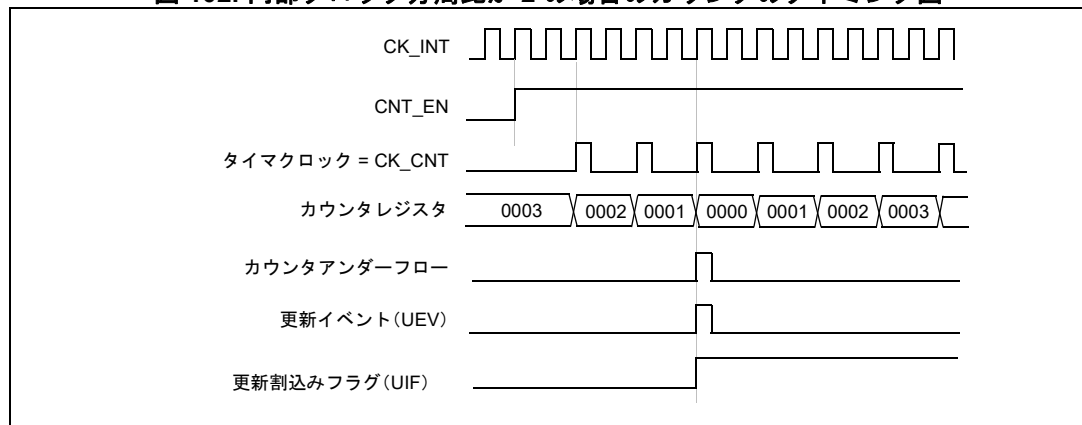 CK_INT
CNT_EN
タイマクロック = CK_CNT
カウンタレジスタ 0003 0002 0001 0000 0001 0002 0003
カウンタアンダーフロー
更新イベント(UEV)
更新割込みフラグ(UIF)